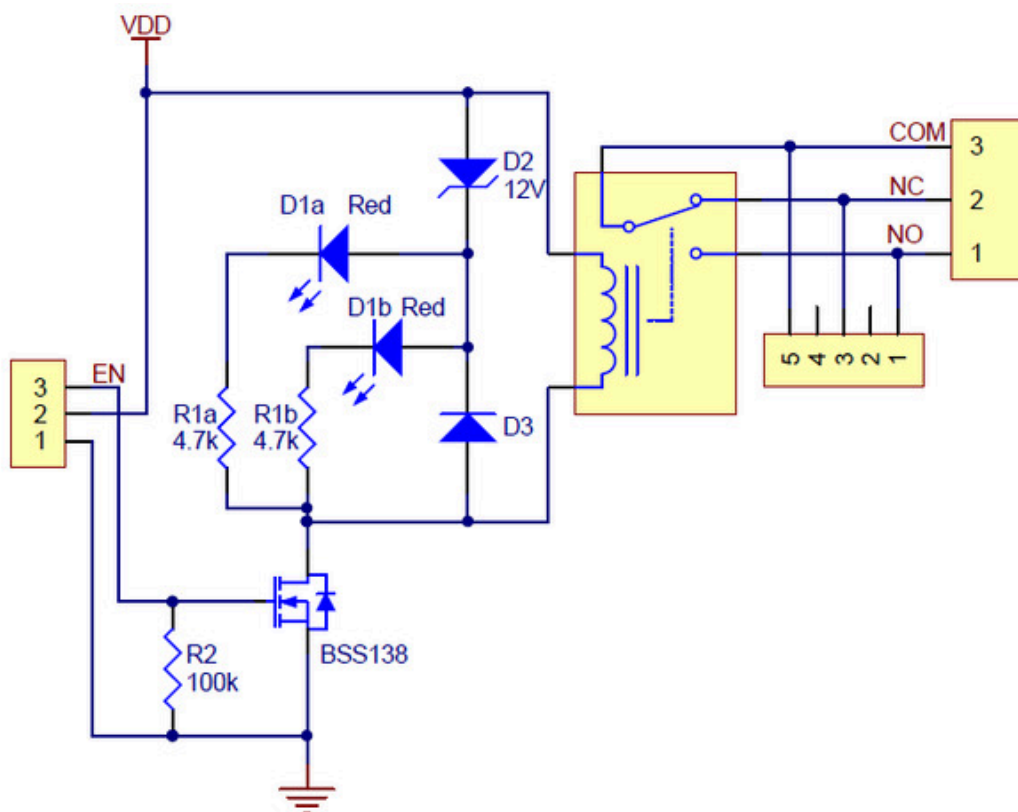 VDD
COM
3
D2
12V
NC
2
D1a Red
NO
1
D1b Red
EN
3
2
1
R1a
4.7k
R1b
4.7k
D3
5
4
3
2
1
R2
100k
BSS138